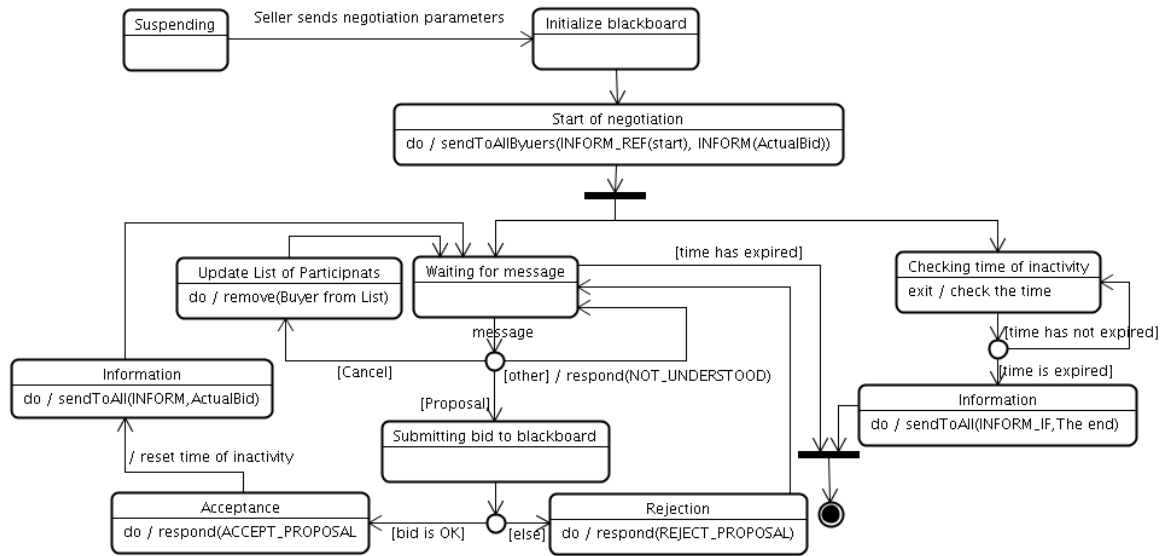 Suspending
Seller sends negotiation parameters
Initialize blackboard
Start of negotiation
do / sendToAllByuers(INFORM_REF(start), INFORM(ActualBid))
[time has expired]
Update List of Participnats
do / remove(Buyer from List)
Waiting for message
Checking time of inactivity
exit / check the time
message
[time has not expired]
[Cancel]
[other] / respond(NOT_UNDERSTOOD)
[time is expired]
Information
do / sendToAll(INFORM,ActualBid)
[Proposal]
Information
do / sendToAll(INFORM_IF,The end)
Submitting bid to blackboard
/ reset time of inactivity
Acceptance
do / respond(ACCEPT_PROPOSAL
[bid is OK]
[else]
Rejection
do / respond(REJECT_PROPOSAL)